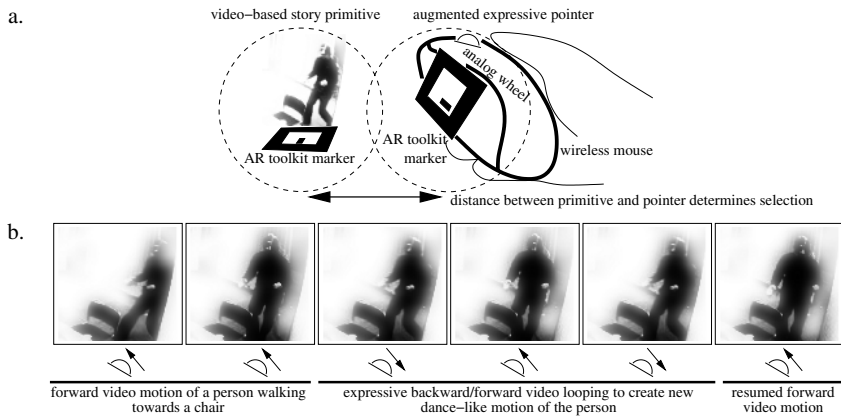 a.
video−based story primitive
augmented expressive pointer
analog wheel
AR toolkit marker
AR toolkit
marker
wireless mouse
distance between primitive and pointer determines selection
b.
forward video motion of a person walking
towards a chair
expressive backward/forward video looping to create new
dance−like motion of the person
resumed forward
video motion